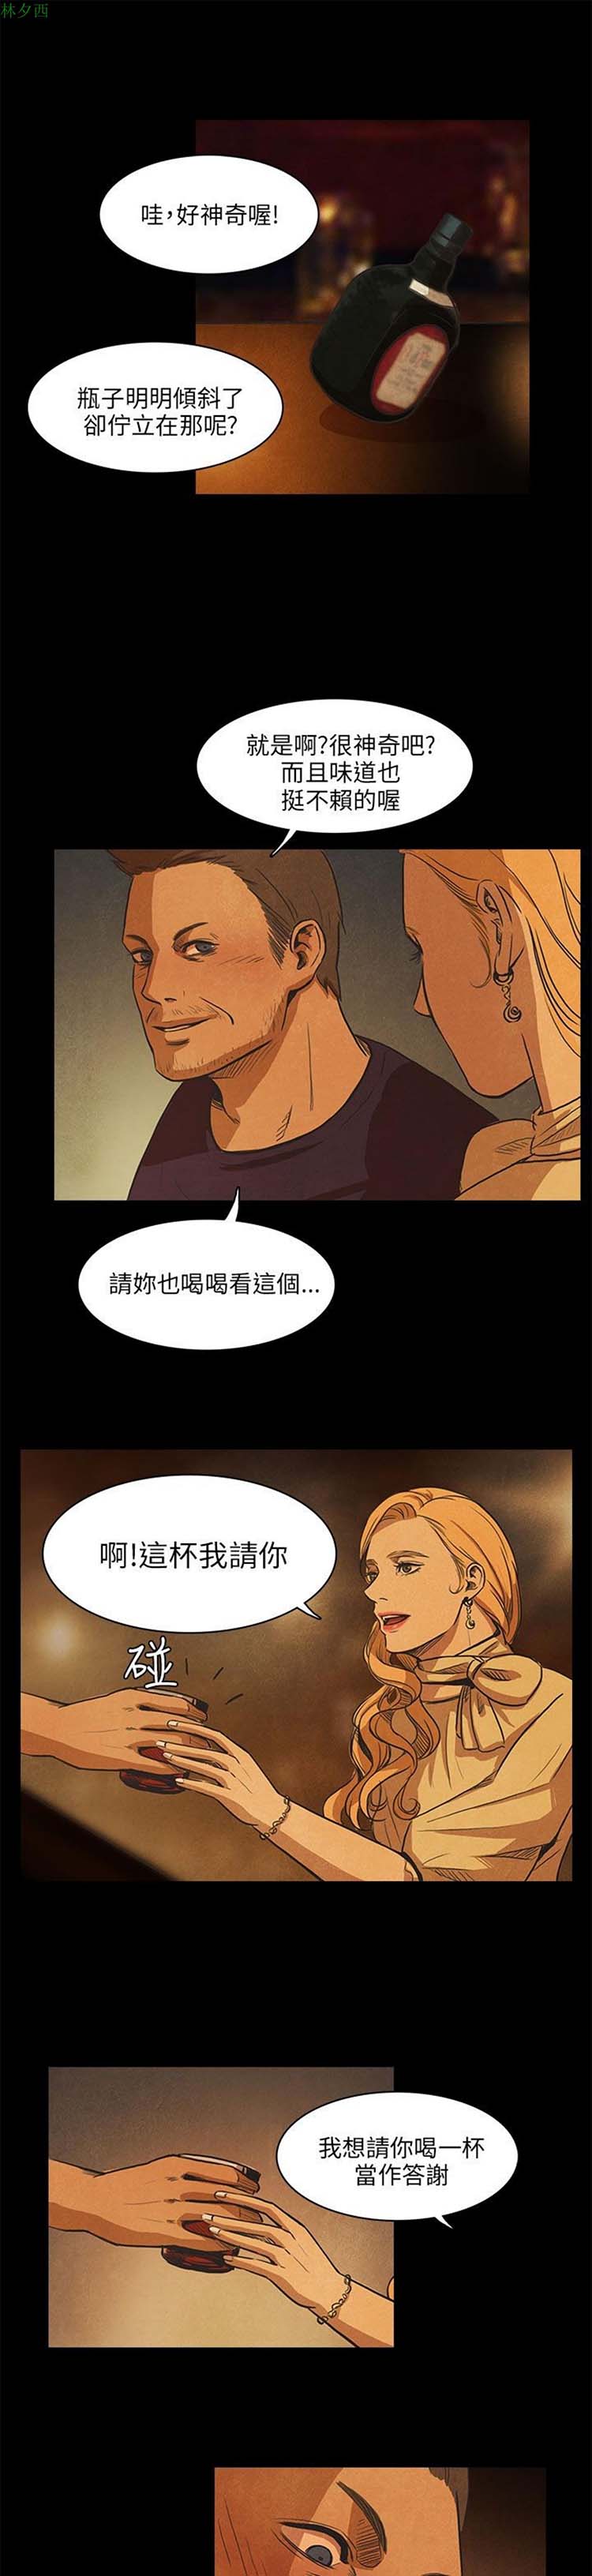 林夕西
哇，好神奇喔！
瓶子明明傾斜了
卻佇立在那呢？
就是啊？很神奇吧？
而且味道也
挺不賴的喔
請妳也喝喝看這個…
啊！這杯我請你
碰
我想請你喝一杯
當作答謝